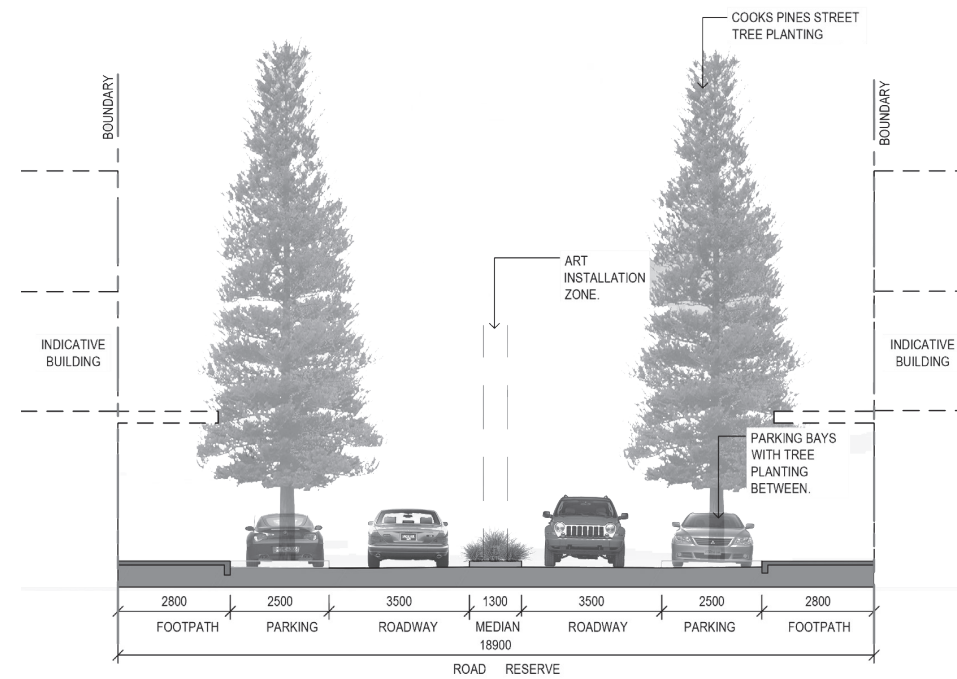 COOKS PINES STREET
TREE PLANTING
BOUNDARY
BOUNDARY
ART
INSTALLATION
ZONE.
INDICATIVE
BUILDING
INDICATIVE
BUILDING
PARKING BAYS
WITH TREE
PLANTING
BETWEEN.
2800 2500 3500 1300 3500 2500 2800
FOOTPATH PARKING ROADWAY MEDIAN ROADWAY PARKING FOOTPATH
18900
ROAD RESERVE